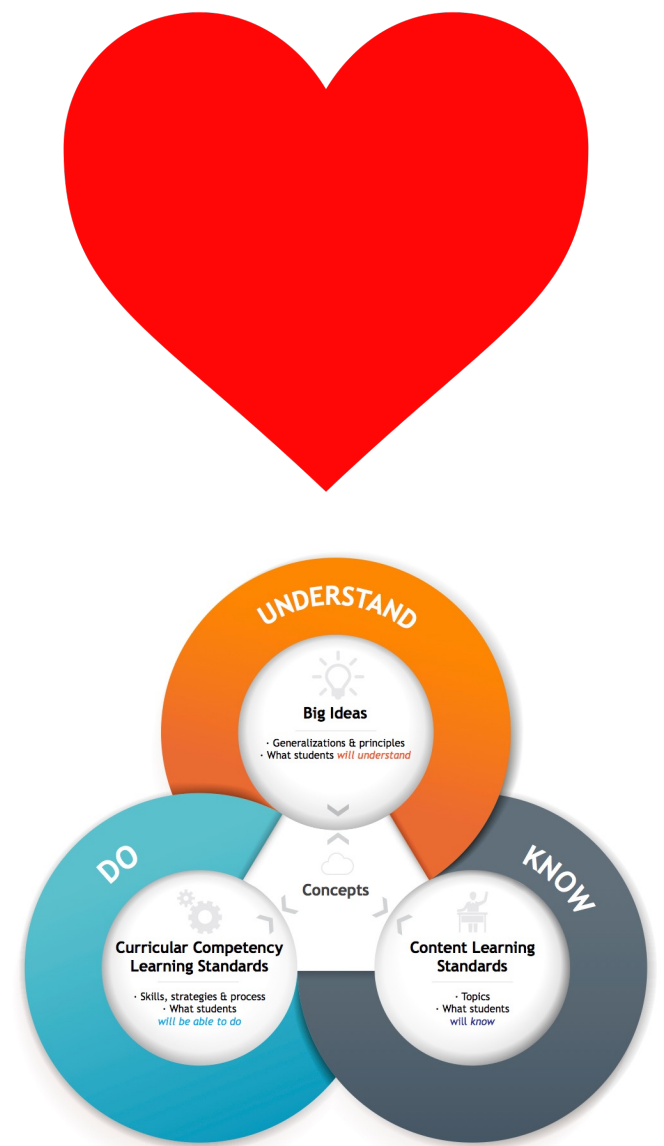 UNDERSTAND
Big Ideas
· Generalizations & principles
· What students will understand
DO
KNOW
Concepts
Curricular Competency
Learning Standards
· Skills, strategies & process
· What students
will be able to do
Content Learning
Standards
· Topics
· What students
will know